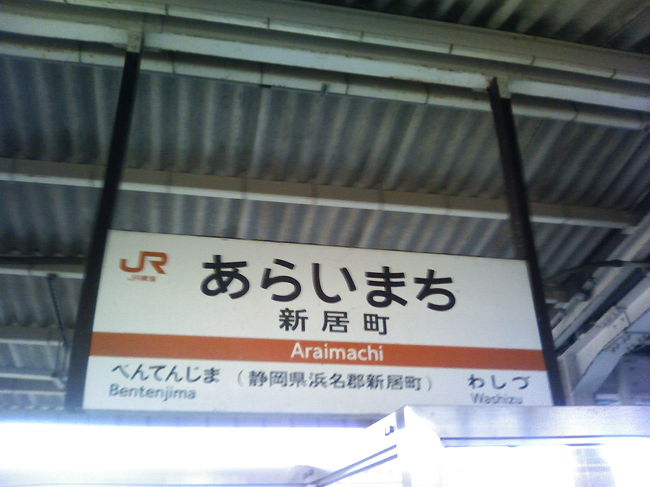 JR
JR東海
あらいまち
新居町
Araimachi
べんてんじま (静岡県浜名郡新居町) わしづ
Bentenjima Washizu